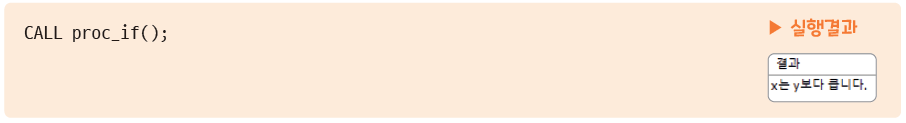 CALL proc_if();
▶ 실행결과
결과
x는 y보다 큽니다.